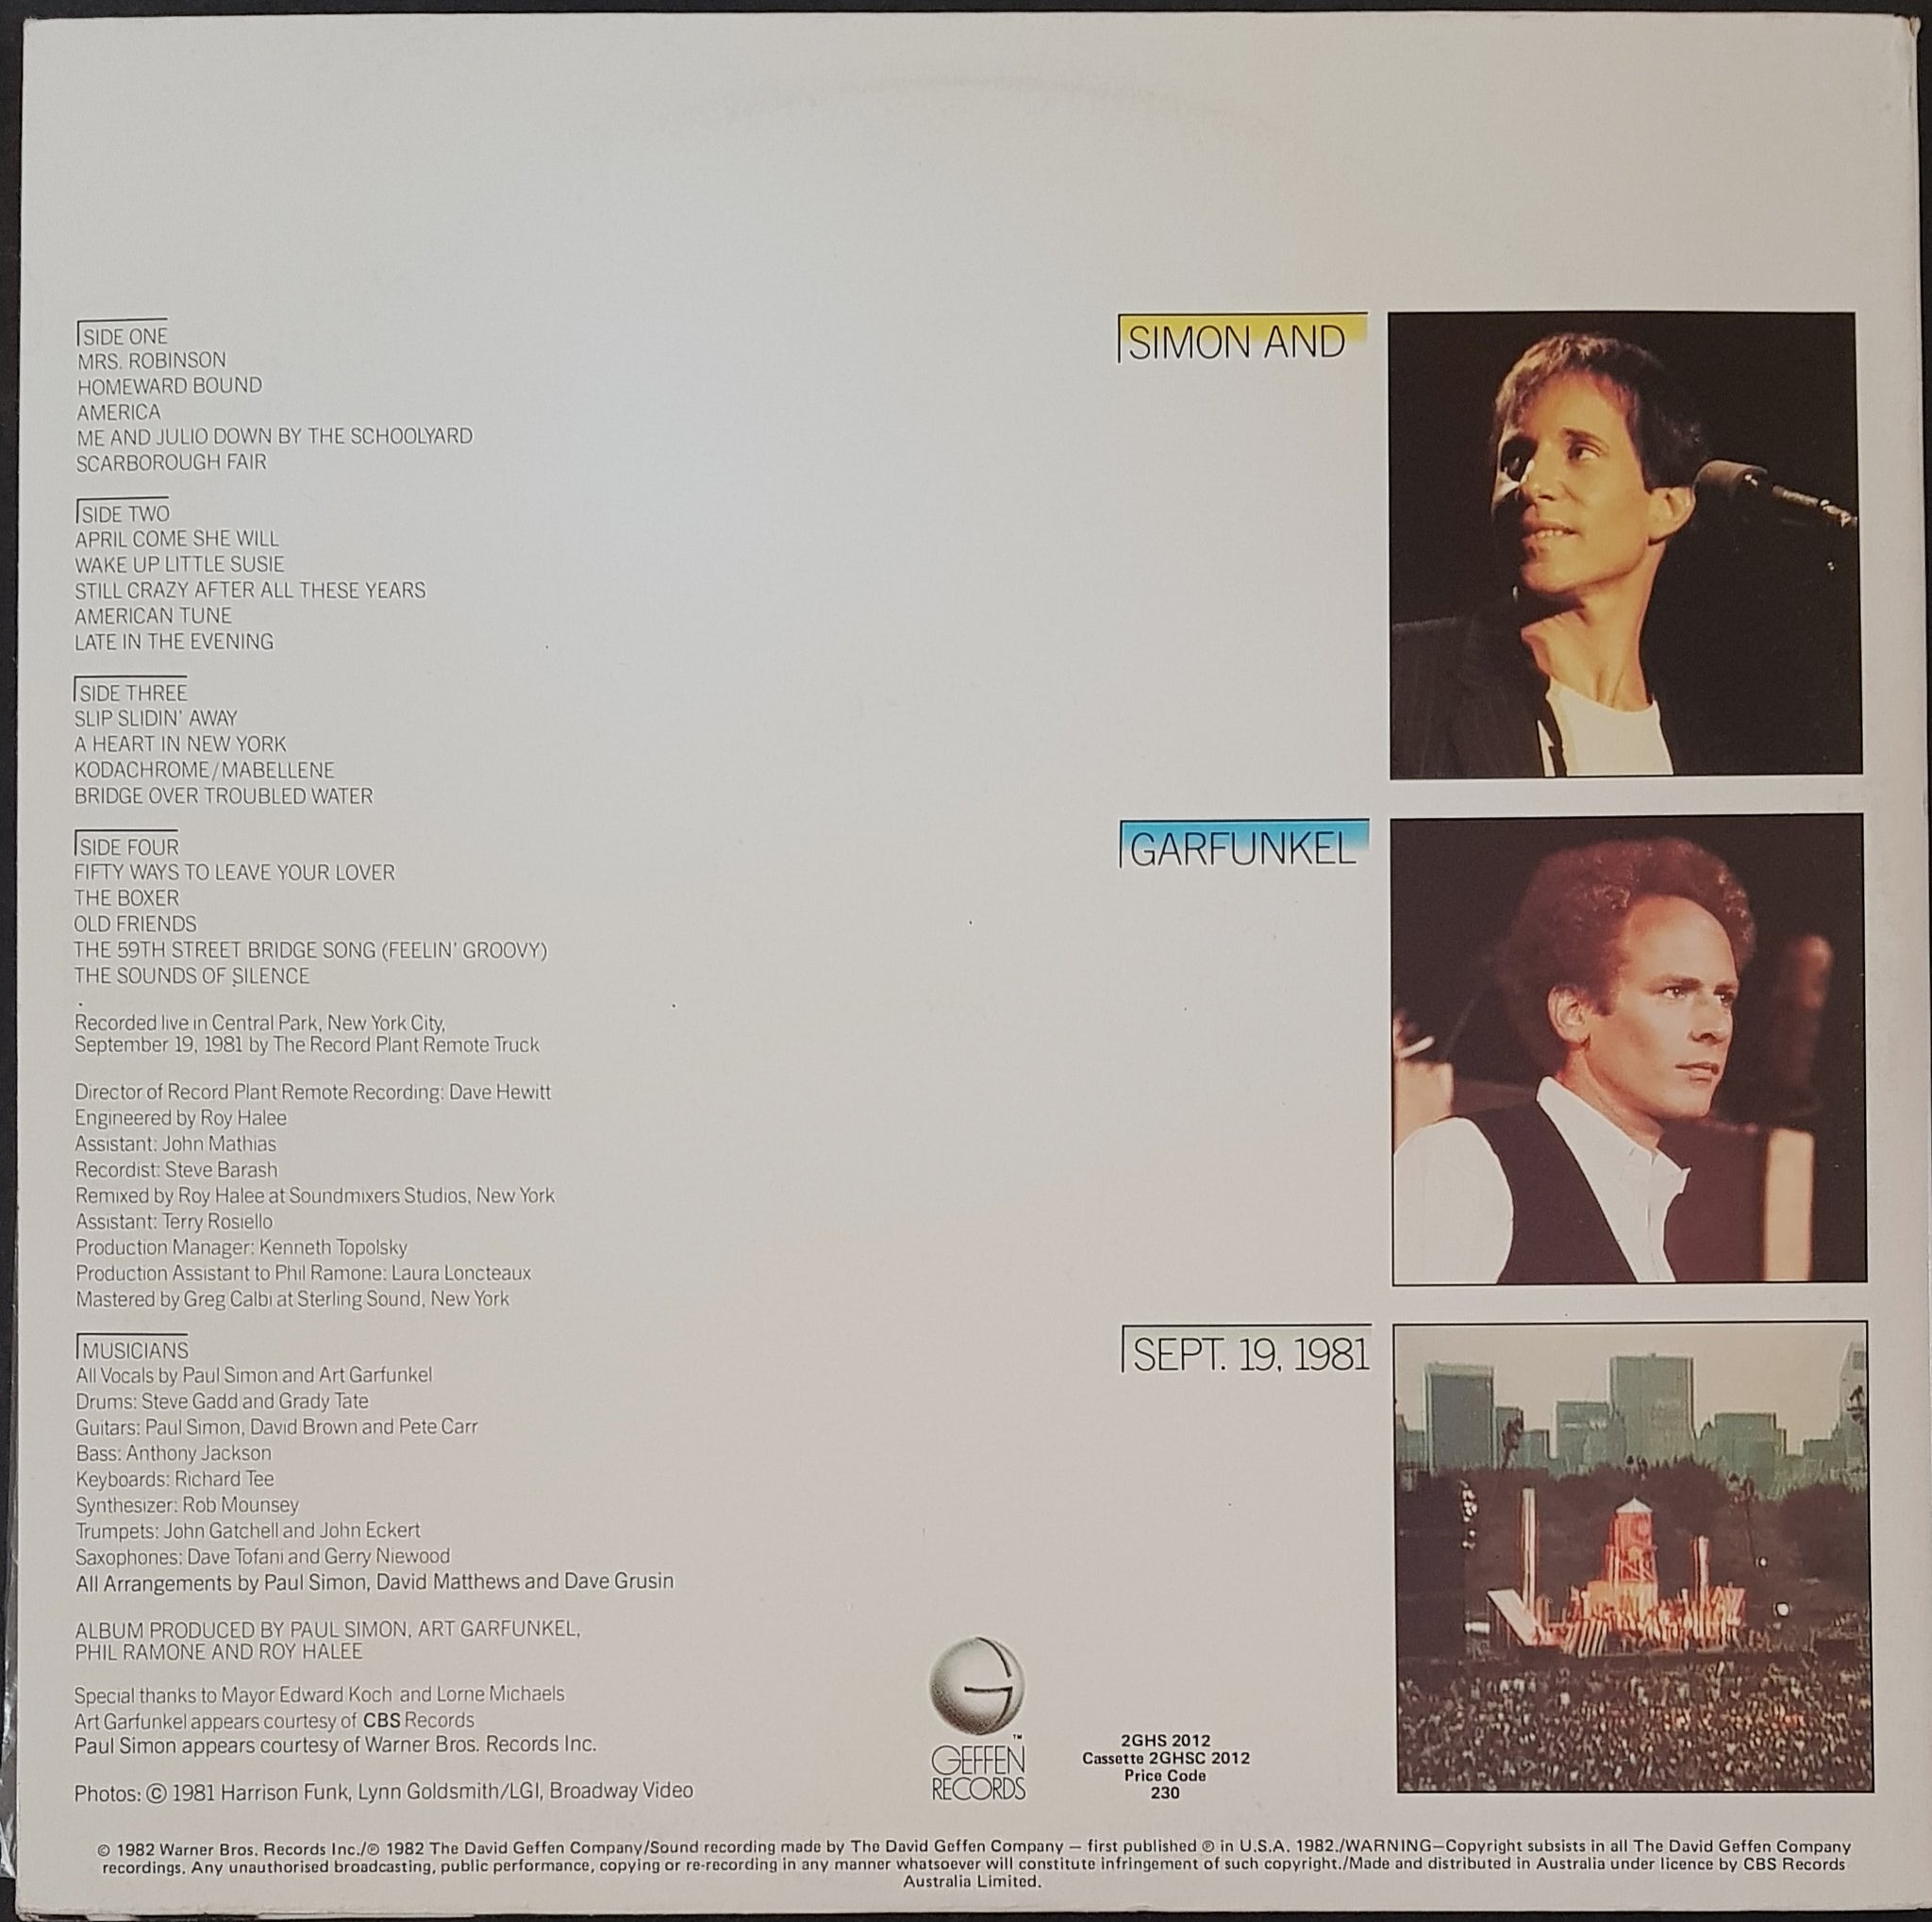 SIDE ONE
MRS. ROBINSON
HOMEWARD BOUND
AMERICA
ME AND JULIO DOWN BY THE SCHOOLYARD
SCARBOROUGH FAIR
SIDE TWO
APRIL COME SHE WILL
WAKE UP LITTLE SUSIE
STILL CRAZY AFTER ALL THESE YEARS
AMERICAN TUNE
LATE IN THE EVENING
SIDE THREE
SLIP SLIDIN' AWAY
A HEART IN NEW YORK
KODACHROME/MABELLENE
BRIDGE OVER TROUBLED WATER
SIDE FOUR
FIFTY WAYS TO LEAVE YOUR LOVER
THE BOXER
OLD FRIENDS
THE 59TH STREET BRIDGE SONG (FEELIN' GROOVY)
THE SOUNDS OF SILENCE
Recorded live in Central Park, New York City,
September 19, 1981 by The Record Plant Remote Truck
Director of Record Plant Remote Recording: Dave Hewitt
Engineered by Roy Halee
Assistant: John Mathias
Recordist: Steve Barash
Remixed by Roy Halee at Soundmixers Studios, New York
Assistant: Terry Rosiello
Production Manager: Kenneth Topolsky
Production Assistant to Phil Ramone: Laura Loncteaux
Mastered by Greg Calbi at Sterling Sound, New York
MUSICIANS
All Vocals by Paul Simon and Art Garfunkel
Drums: Steve Gadd and Grady Tate
Guitars: Paul Simon, David Brown and Pete Carr
Bass: Anthony Jackson
Keyboards: Richard Tee
Synthesizer: Rob Mounsey
Trumpets: John Gatchell and John Eckert
Saxophones: Dave Tofani and Gerry Niewood
All Arrangements by Paul Simon, David Matthews and Dave Grusin
ALBUM PRODUCED BY PAUL SIMON, ART GARFUNKEL,
PHIL RAMONE AND ROY HALEE
Special thanks to Mayor Edward Koch and Lorne Michaels
Art Garfunkel appears courtesy of CBS Records
Paul Simon appears courtesy of Warner Bros. Records Inc.
Photos: © 1981 Harrison Funk, Lynn Goldsmith/LGI, Broadway Video
SIMON AND
GARFUNKEL
SEPT. 19, 1981
G
™
GEFFEN
RECORDS
2GHS 2012
Cassette 2GHSC 2012
Price Code
230
© 1982 Warner Bros. Records Inc./℗ 1982 The David Geffen Company/Sound recording made by The David Geffen Company — first published ℗ in U.S.A. 1982./WARNING—Copyright subsists in all The David Geffen Company
recordings. Any unauthorised broadcasting, public performance, copying or re-recording in any manner whatsoever will constitute infringement of such copyright./Made and distributed in Australia under licence by CBS Records
Australia Limited.